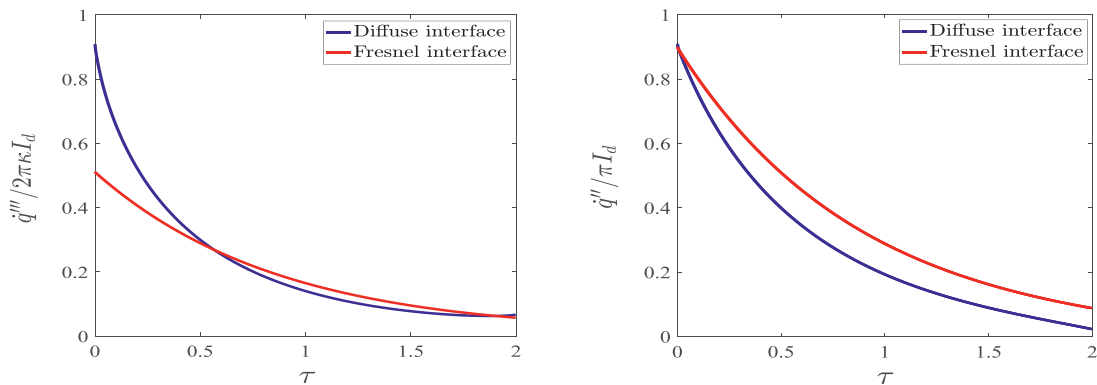 1
0.8
0.6
0.4
0.2
0
0
0.5
1
1.5
2
q̇'''/2πκI_d
τ
Diffuse interface
Fresnel interface
1
0.8
0.6
0.4
0.2
0
0
0.5
1
1.5
2
q̇''/πI_d
τ
Diffuse interface
Fresnel interface